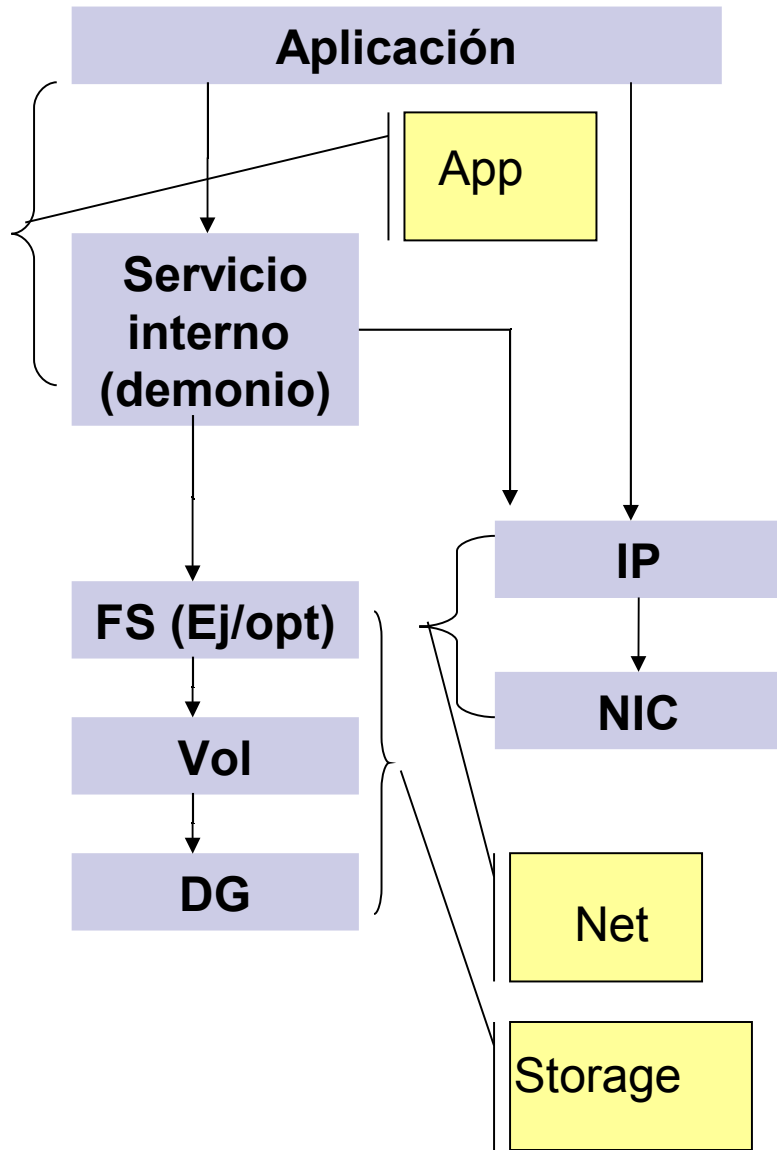 Aplicación
App
Servicio
interno
(demonio)
IP
FS (Ej/opt)
NIC
Vol
DG
Net
Storage